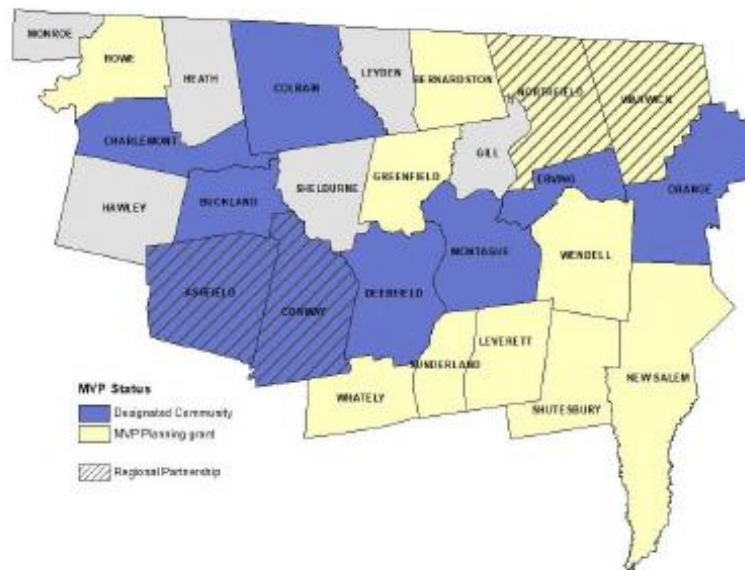 MONROE
ROWE
HEATH
COLRAIN
LEYDEN
BERNARDSTON
NORTHFIELD
WARWICK
CHARLEMONT
GILL
ERVING
ORANGE
HAWLEY
BUCKLAND
SHELBURNE
GREENFIELD
MONTAGUE
WENDELL
ASHFIELD
CONWAY
DEERFIELD
LEVERETT
SUNDERLAND
NEW SALEM
WHATELY
SHUTESBURY
MVP Status
Designated Community
MVP Planning grant
Regional Partnership